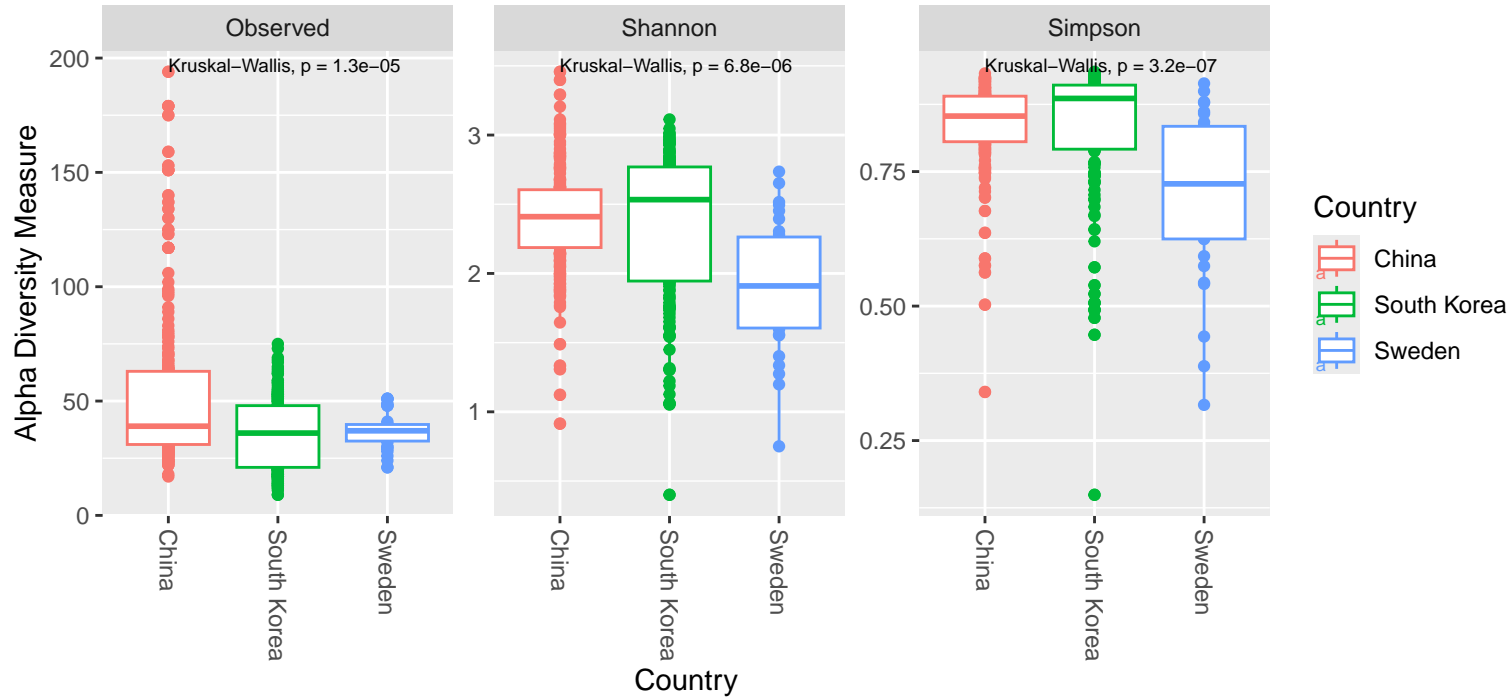 Observed
Shannon
Simpson
Kruskal−Wallis, p = 1.3e−05
Kruskal−Wallis, p = 6.8e−06
Kruskal−Wallis, p = 3.2e−07
Alpha Diversity Measure
200
150
100
50
0
3
2
1
0.75
0.50
0.25
China
South Korea
Sweden
China
South Korea
Sweden
China
South Korea
Sweden
Country
Country
a China
a South Korea
a Sweden